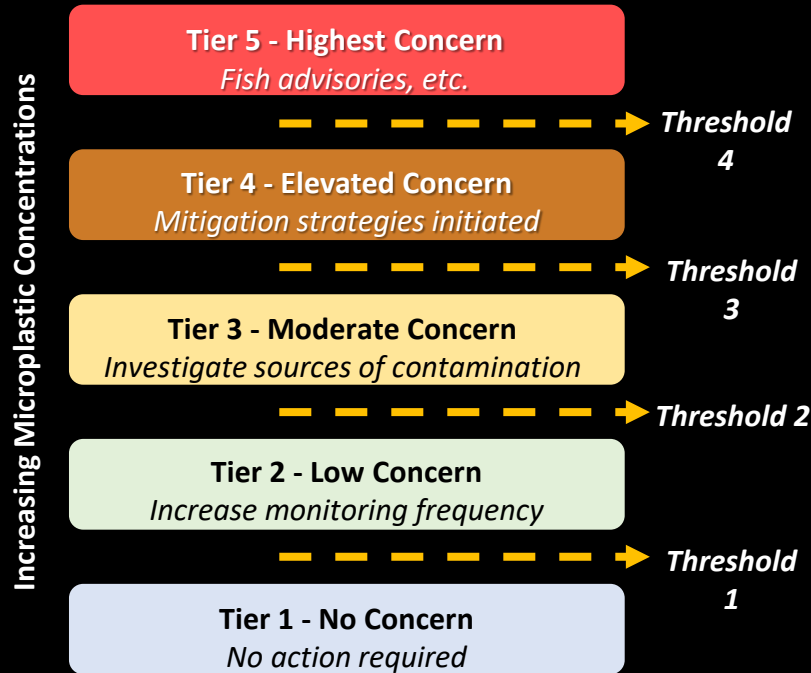 Increasing Microplastic Concentrations
Tier 5 - Highest Concern
Fish advisories, etc.
Threshold
4
Tier 4 - Elevated Concern
Mitigation strategies initiated
Threshold
3
Tier 3 - Moderate Concern
Investigate sources of contamination
Threshold 2
Tier 2 - Low Concern
Increase monitoring frequency
Threshold
1
Tier 1 - No Concern
No action required